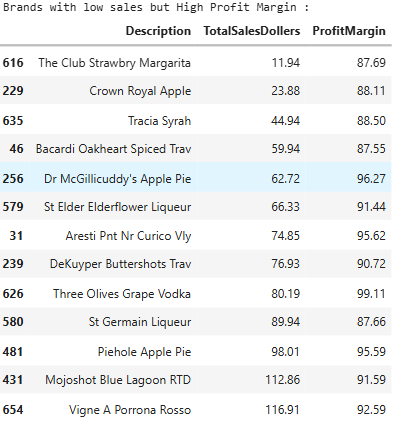 Brands with low sales but High Profit Margin :
Description TotalSalesDollers ProfitMargin
616 The Club Strawbry Margarita 11.94 87.69
229 Crown Royal Apple 23.88 88.11
635 Tracia Syrah 44.94 88.50
46 Bacardi Oakheart Spiced Trav 59.94 87.55
256 Dr McGillicuddy's Apple Pie 62.72 96.27
579 St Elder Elderflower Liqueur 66.33 91.44
31 Aresti Pnt Nr Curico Vly 74.85 95.62
239 DeKuyper Buttershots Trav 76.93 90.72
626 Three Olives Grape Vodka 80.19 99.11
580 St Germain Liqueur 89.94 87.66
481 Piehole Apple Pie 98.01 95.59
431 Mojoshot Blue Lagoon RTD 112.86 91.59
654 Vigne A Porrona Rosso 116.91 92.59